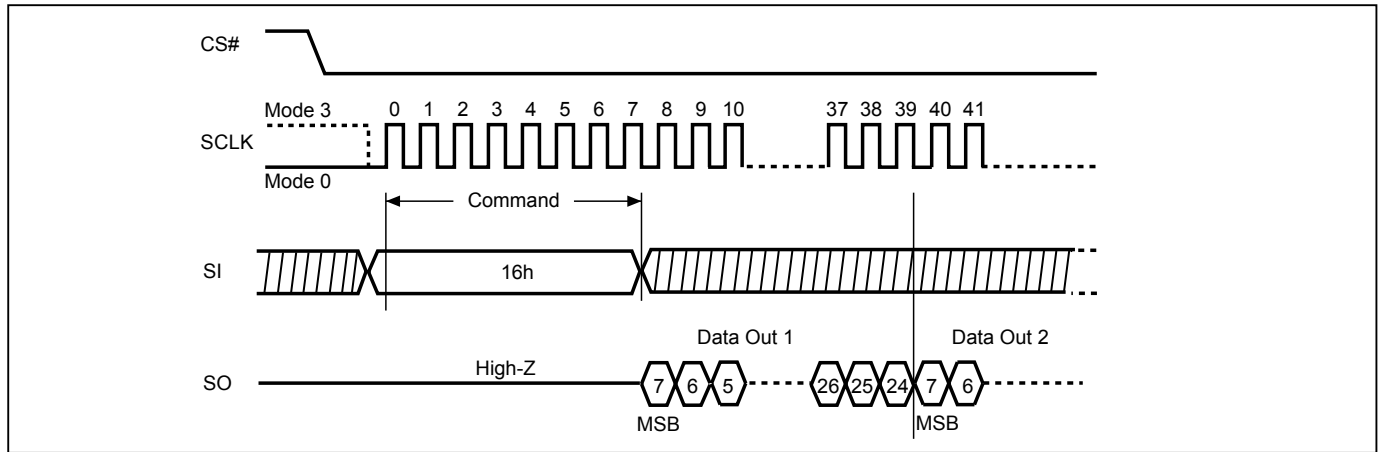 CS#
Mode 3
0 1 2 3 4 5 6 7 8 9 10 37 38 39 40 41
SCLK
Mode 0
Command
SI
16h
Data Out 1 Data Out 2
High-Z
SO
7 6 5 26 25 24 7 6
MSB MSB